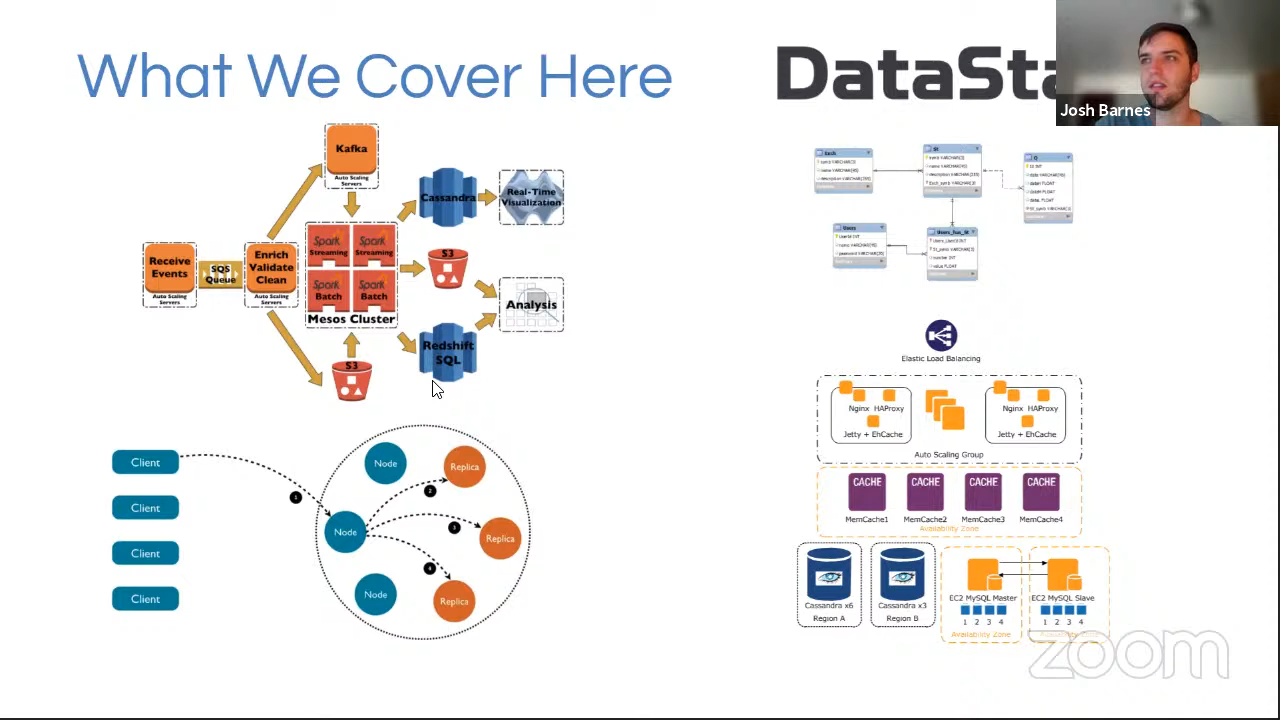 What We Cover Here
DataSta
Josh Barnes
Kafka
Auto Scaling
Servers
Cassandra
Real-Time
Visualization
Spark
Streaming
Spark
Streaming
Receive
Events
Auto Scaling
Servers
SQS
Queue
Enrich
Validate
Clean
Auto Scaling
Servers
S3
Spark
Batch
Spark
Batch
Mesos Cluster
Analysis
Redshift
SQL
S3
Users
Elastic Load Balancing
Nginx HAProxy
Jetty + EhCache
Nginx HAProxy
Jetty + EhCache
Auto Scaling Group
CACHE
CACHE
CACHE
CACHE
MemCache1
MemCache2
MemCache3
MemCache4
Availability Zone
Cassandra x6
Region A
Cassandra x3
Region B
EC2 MySQL Master
1 2 3 4
Availability Zone
EC2 MySQL Slave
1 2 3 4
Client
Client
Client
Client
Node
Node
Node
Replica
Replica
Replica
1
2
3
4
zoom